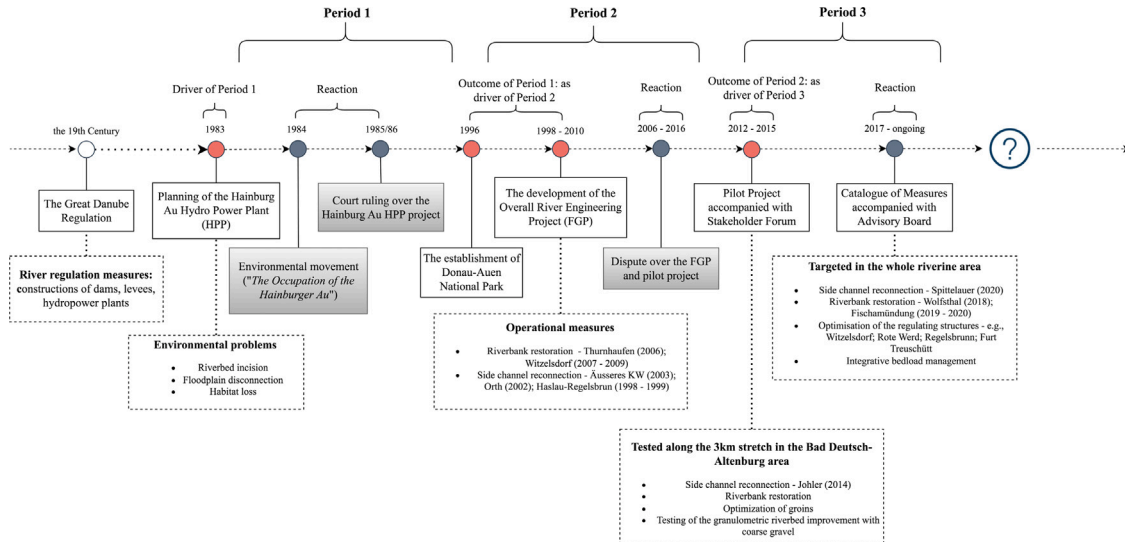 Period 1
Period 2
Period 3
Driver of Period 1
Reaction
Outcome of Period 1: as
driver of Period 2
Reaction
Outcome of Period 2: as
driver of Period 3
Reaction
the 19th Century
1983
1984
1985/86
1996
1998 - 2010
2006 - 2016
2012 - 2015
2017 - ongoing
?
The Great Danube
Regulation
Planning of the Hainburg
Au Hydro Power Plant
(HPP)
Court ruling over the
Hainburg Au HPP project
The development of the
Overall River Engineering
Project (FGP)
Pilot Project
accompanied with
Stakeholder Forum
Catalogue of Measures
accompanied with
Advisory Board
Environmental movement
("The Occupation of the
Hainburger Au")
The establishment of
Donau-Auen
National Park
Dispute over the FGP
and pilot project
River regulation measures:
constructions of dams, levees,
hydropower plants
Environmental problems
• Riverbed incision
• Floodplain disconnection
• Habitat loss
Operational measures
• Riverbank restoration - Thurnhaufen (2006);
Witzelsdorf (2007 - 2009)
• Side channel reconnection - Äusseres KW (2003);
Orth (2002); Haslau-Regelsbrun (1998 - 1999)
Targeted in the whole riverine area
• Side channel reconnection - Spittelauer (2020)
• Riverbank restoration - Wolfsthal (2018);
Fischamündung (2019 - 2020)
• Optimisation of the regulating structures - e.g.,
Witzelsdorf; Rote Werd; Regelsbrunn; Furt
Treuschütt
• Integrative bedload management
Tested along the 3km stretch in the Bad Deutsch-
Altenburg area
• Side channel reconnection - Johler (2014)
• Riverbank restoration
• Optimization of groins
• Testing of the granulometric riverbed improvement with
coarse gravel